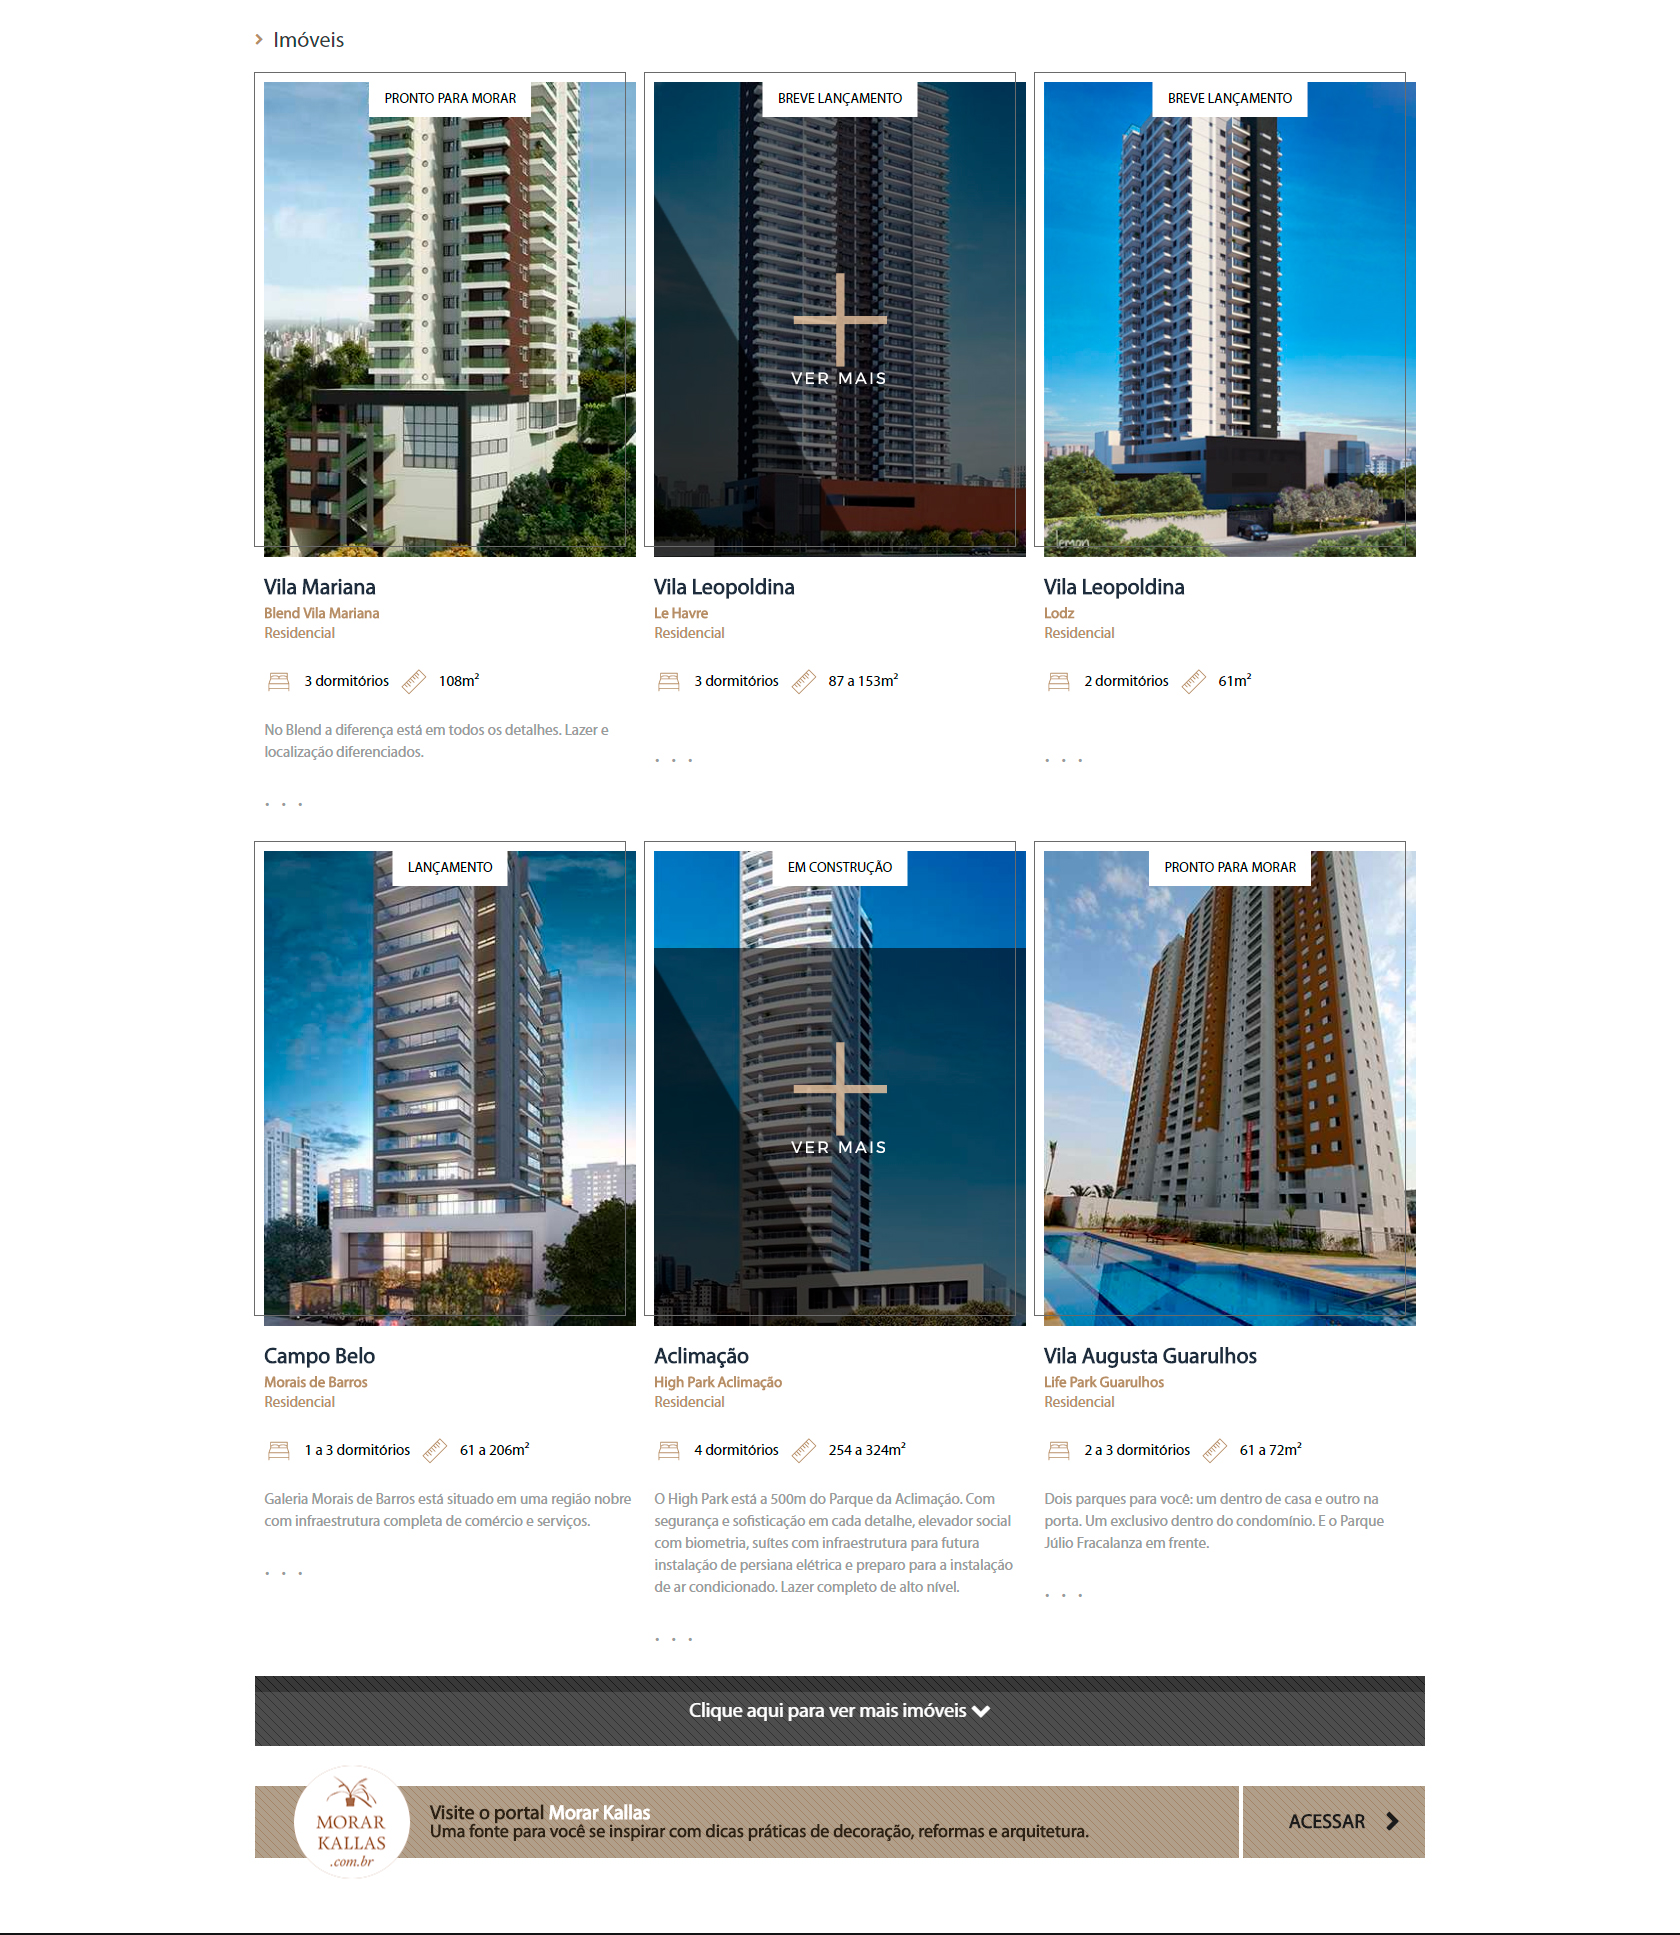 Imóveis
PRONTO PARA MORAR
BREVE LANÇAMENTO
BREVE LANÇAMENTO
VER MAIS
Lemon
Vila Mariana
Blend Vila Mariana
Residencial
3 dormitórios 108m²
No Blend a diferença está em todos os detalhes. Lazer e
localização diferenciados.
. . .
Vila Leopoldina
Le Havre
Residencial
3 dormitórios 87 a 153m²
. . .
Vila Leopoldina
Lodz
Residencial
2 dormitórios 61m²
. . .
LANÇAMENTO
EM CONSTRUÇÃO
PRONTO PARA MORAR
VER MAIS
Campo Belo
Morais de Barros
Residencial
1 a 3 dormitórios 61 a 206m²
Galeria Morais de Barros está situado em uma região nobre
com infraestrutura completa de comércio e serviços.
. . .
Aclimação
High Park Aclimação
Residencial
4 dormitórios 254 a 324m²
O High Park está a 500m do Parque da Aclimação. Com
segurança e sofisticação em cada detalhe, elevador social
com biometria, suítes com infraestrutura para futura
instalação de persiana elétrica e preparo para a instalação
de ar condicionado. Lazer completo de alto nível.
. . .
Vila Augusta Guarulhos
Life Park Guarulhos
Residencial
2 a 3 dormitórios 61 a 72m²
Dois parques para você: um dentro de casa e outro na
porta. Um exclusivo dentro do condomínio. E o Parque
Júlio Fracalanza em frente.
. . .
Clique aqui para ver mais imóveis
MORAR
KALLAS
.com.br
Visite o portal Morar Kallas
Uma fonte para você se inspirar com dicas práticas de decoração, reformas e arquitetura.
ACESSAR